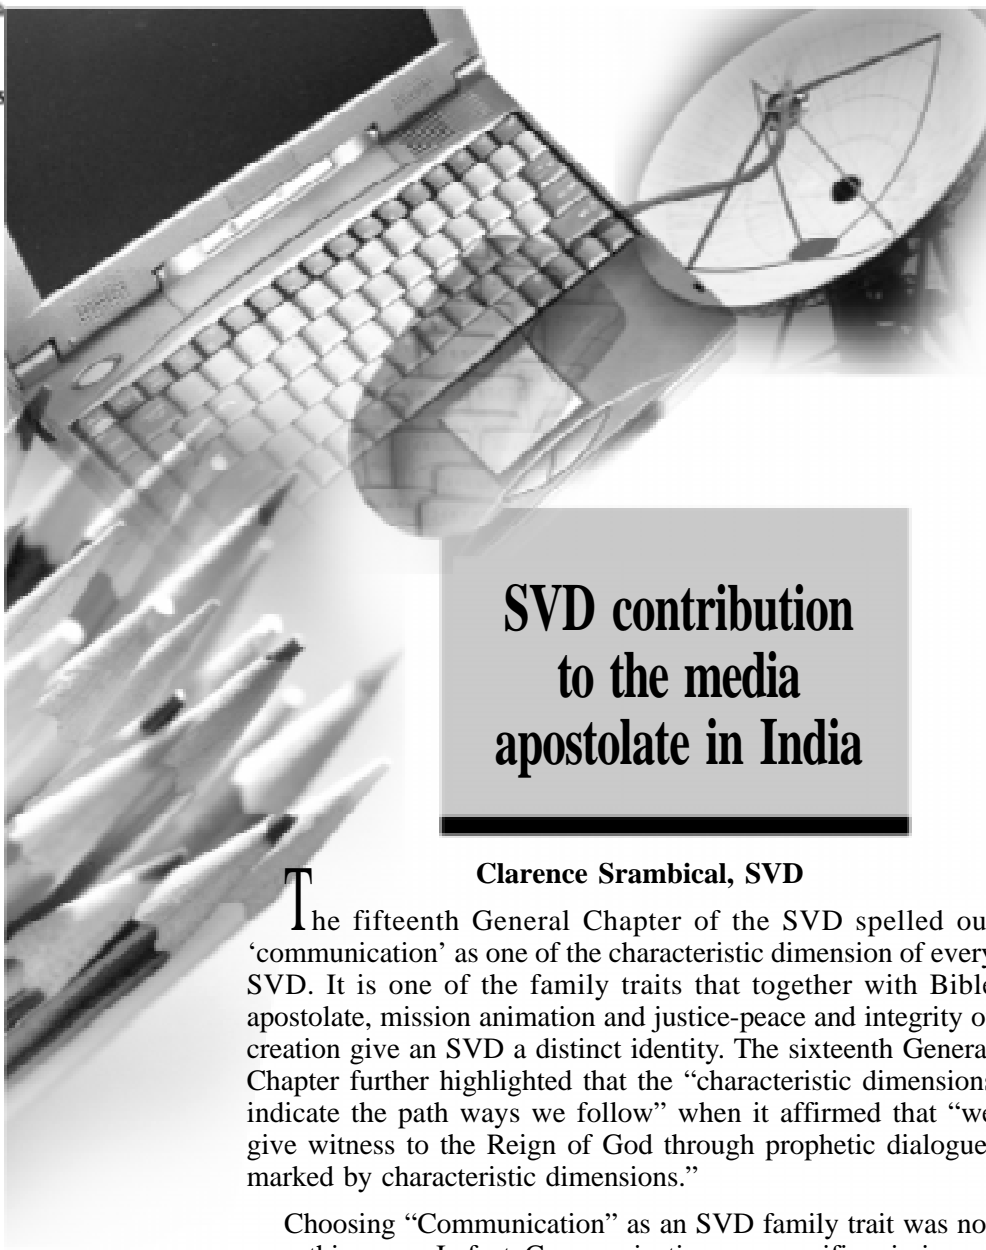 SVD contribution
to the media
apostolate in India
Clarence Srambical, SVD
The fifteenth General Chapter of the SVD spelled ou
‘communication’ as one of the characteristic dimension of every
SVD. It is one of the family traits that together with Bible
apostolate, mission animation and justice-peace and integrity o
creation give an SVD a distinct identity. The sixteenth Genera
Chapter further highlighted that the “characteristic dimensions
indicate the path ways we follow” when it affirmed that “we
give witness to the Reign of God through prophetic dialogue
marked by characteristic dimensions.”
Choosing “Communication” as an SVD family trait was no